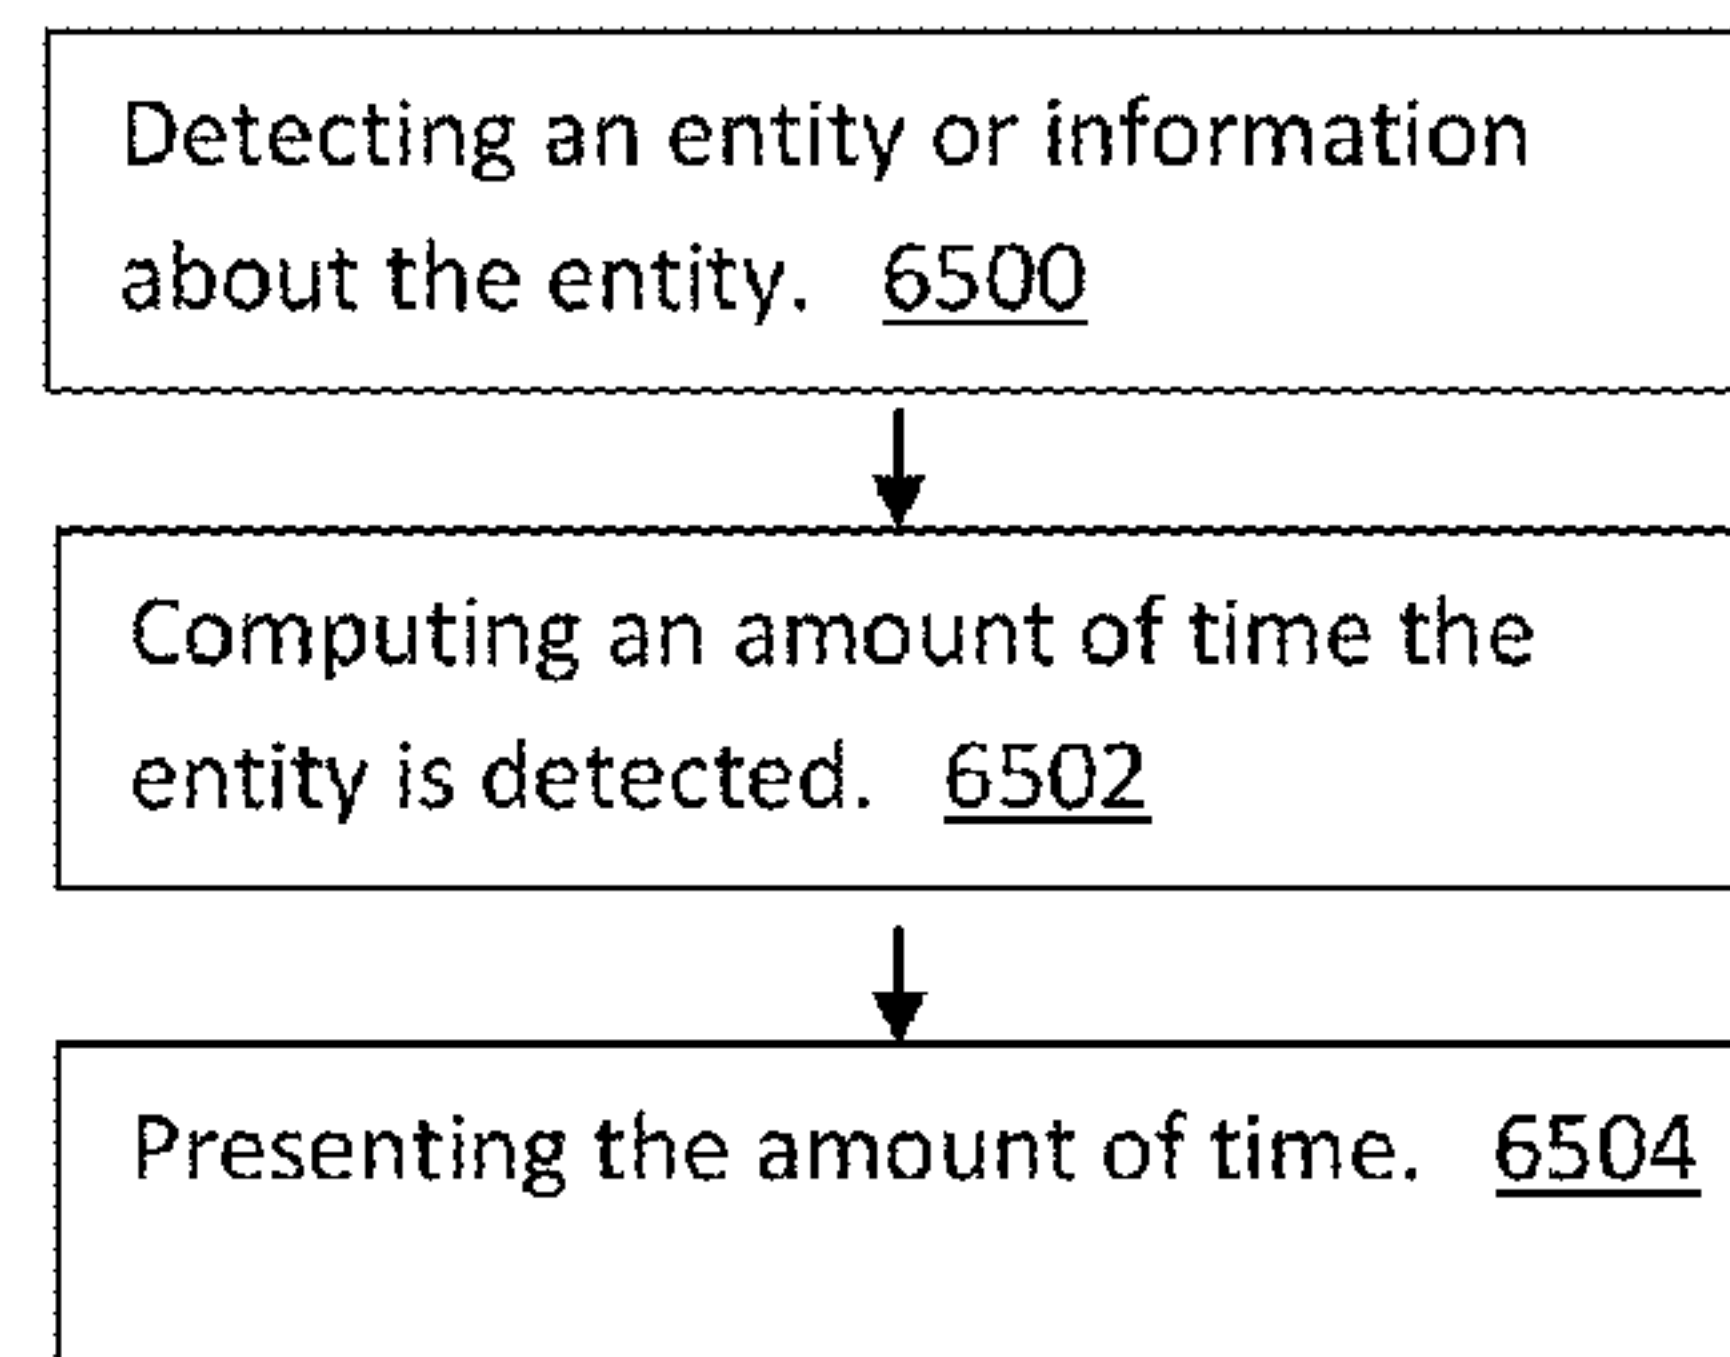 Detecting an entity or information
about the entity. 6500
Computing an amount of time the
entity is detected. 6502
Presenting the amount of time. 6504